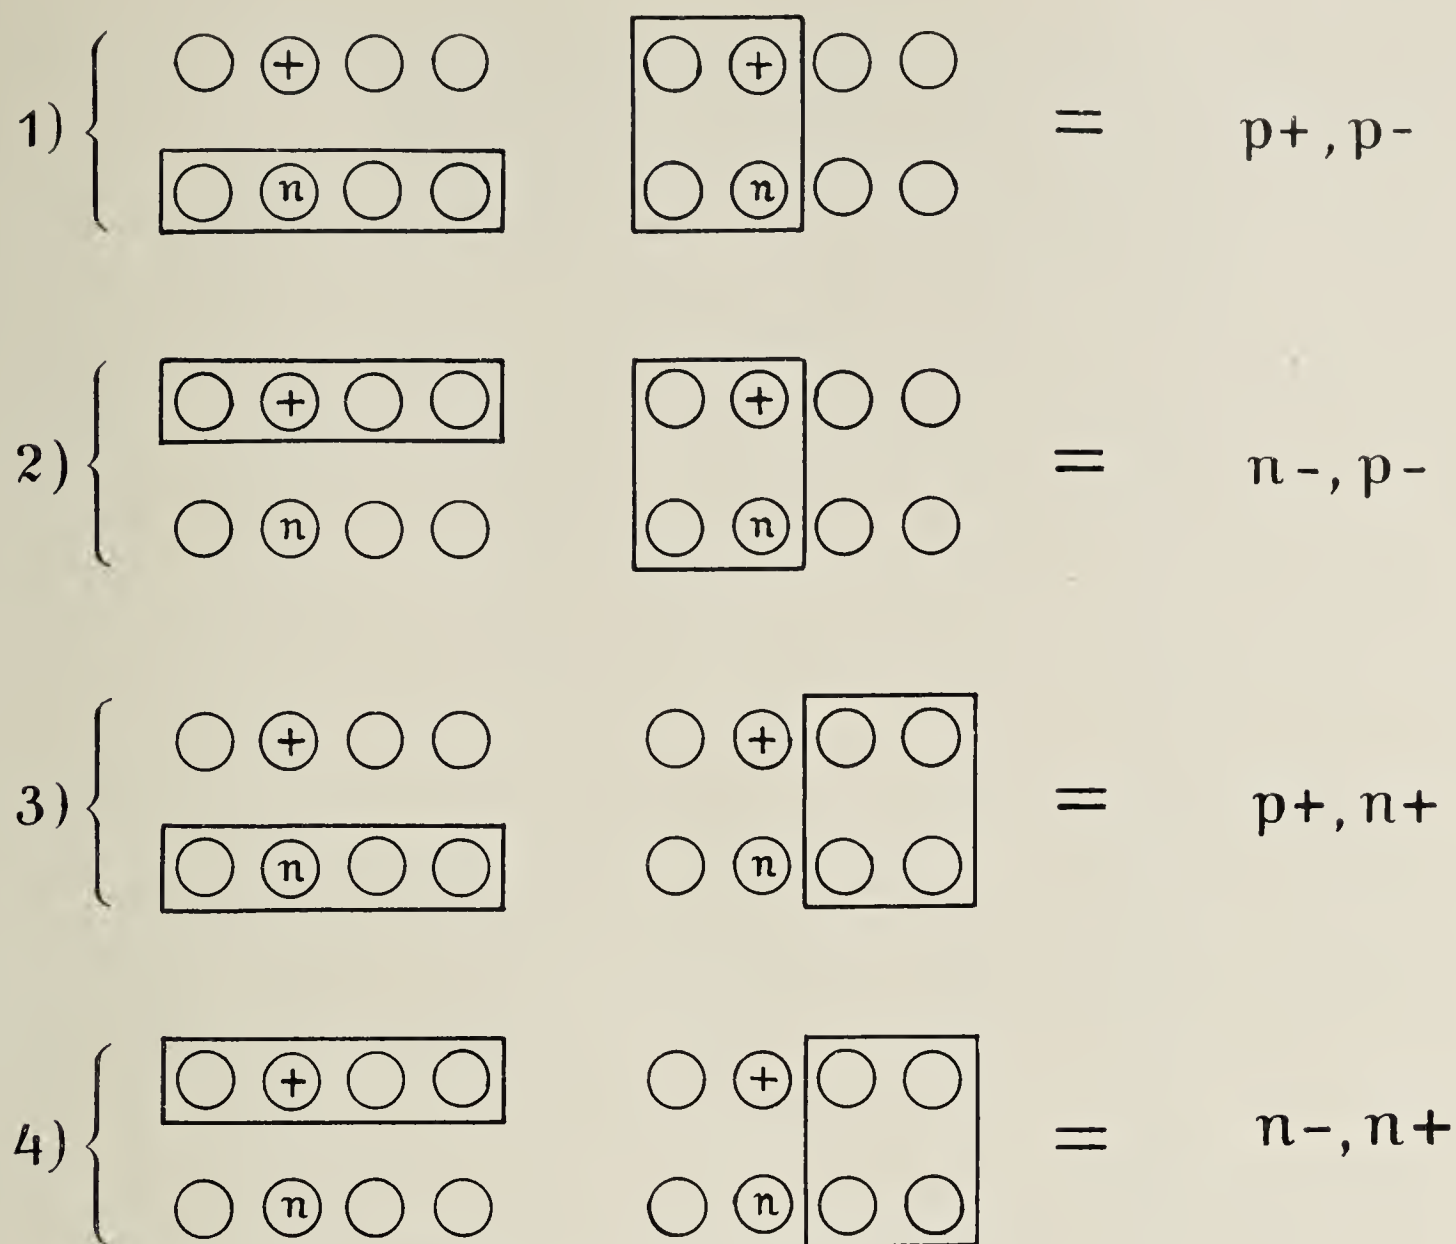 + +
1) = p+, p-
n n
+ +
2) = n-, p-
n n
+ +
3) = p+, n+
n n
+ +
4) = n-, n+
n n